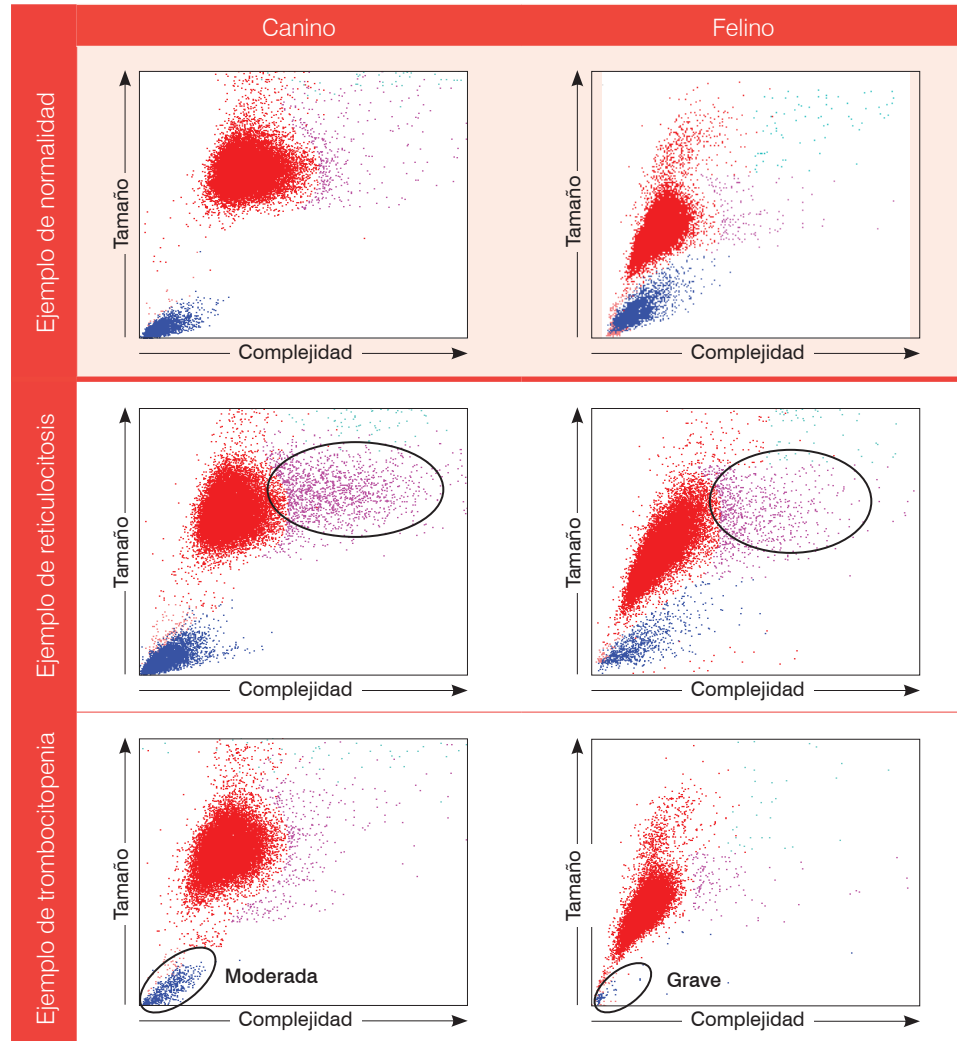 Canino
Felino
Ejemplo de normalidad
Tamaño
Complejidad
Tamaño
Complejidad
Ejemplo de reticulocitosis
Tamaño
Complejidad
Tamaño
Complejidad
Ejemplo de trombocitopenia
Tamaño
Moderada
Complejidad
Tamaño
Grave
Complejidad